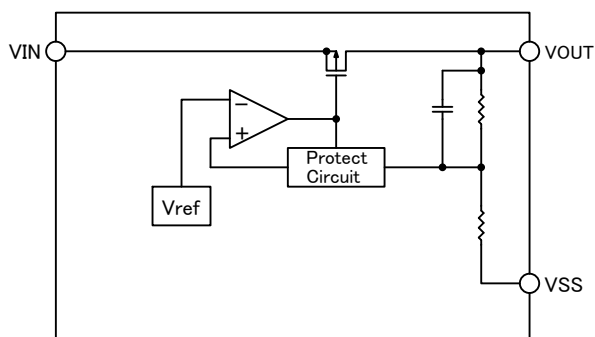 VIN
VOUT
−
+
Protect
Circuit
Vref
VSS